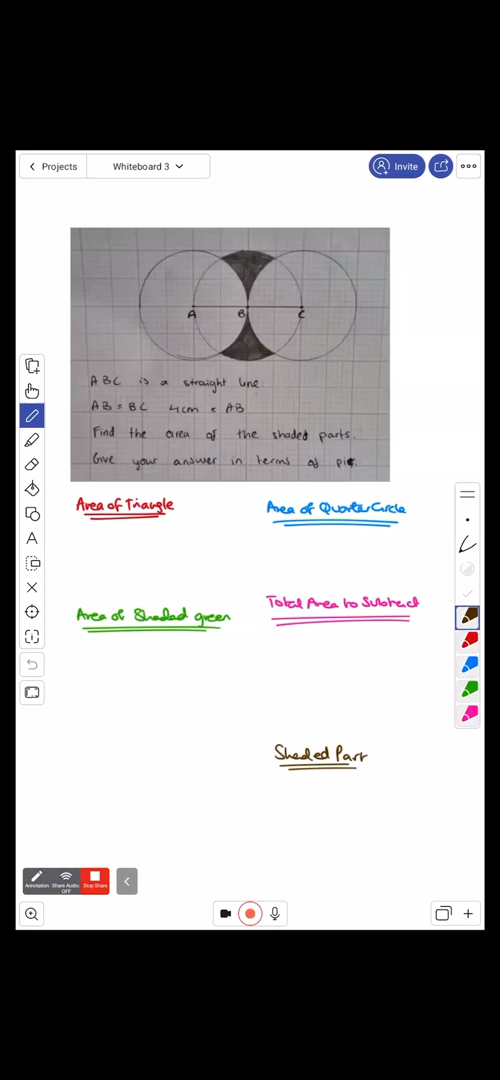 Projects
Whiteboard 3
Invite
A B C
ABC is a straight line.
AB = BC 4cm = AB
Find the area of the shaded parts.
Give your answer in terms of pi.
Area of Triangle
Area of Quarter Circle
Area of Shaded green
Total Area to Subtract
Shaded Part
A
Annotation
Share Audio: OFF
Stop Share